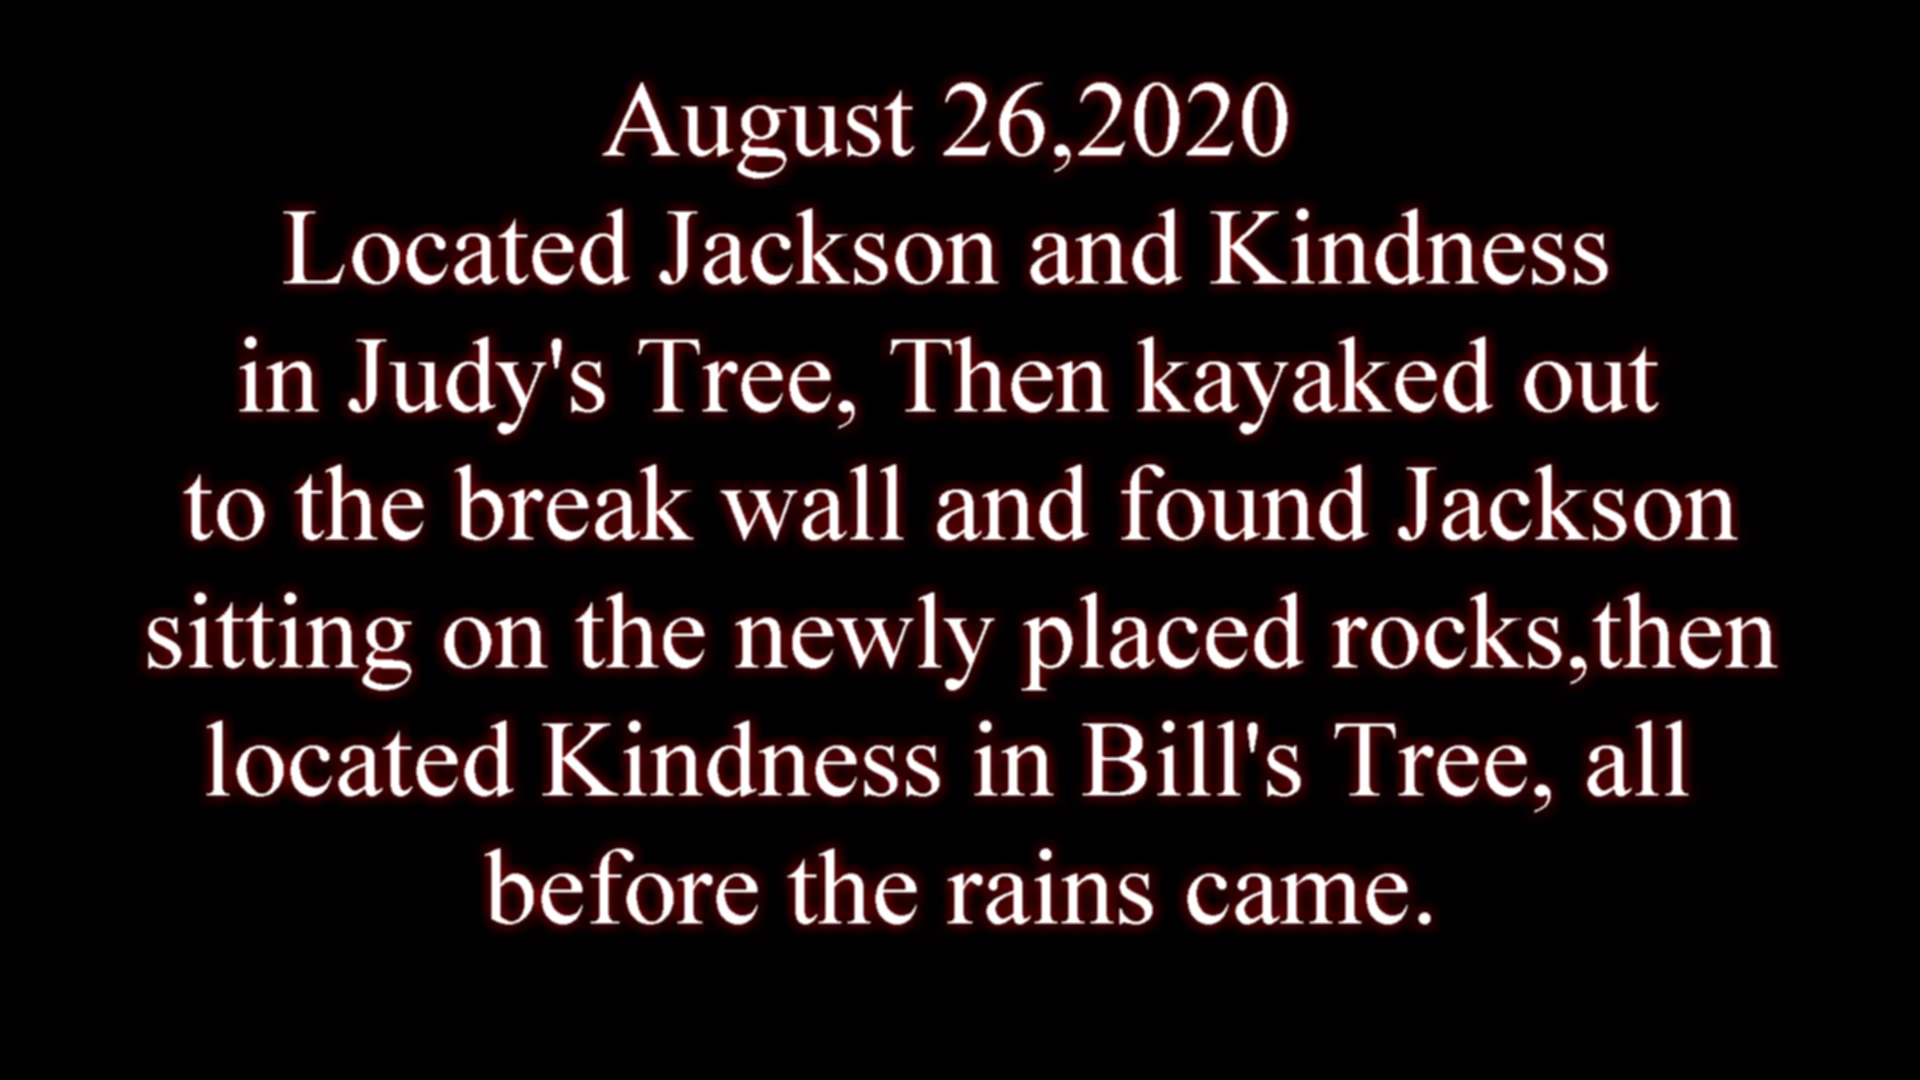 August 26,2020
Located Jackson and Kindness
in Judy's Tree, Then kayaked out
to the break wall and found Jackson
sitting on the newly placed rocks,then
located Kindness in Bill's Tree, all
before the rains came.